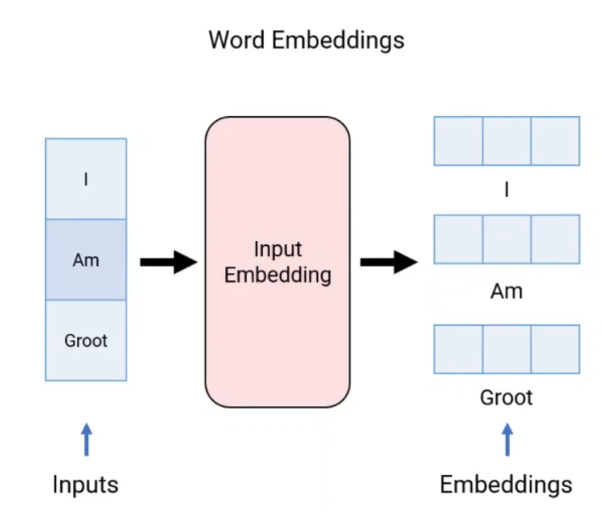 Word Embeddings
I
Am
Groot
Input
Embedding
I
Am
Groot
Inputs
Embeddings